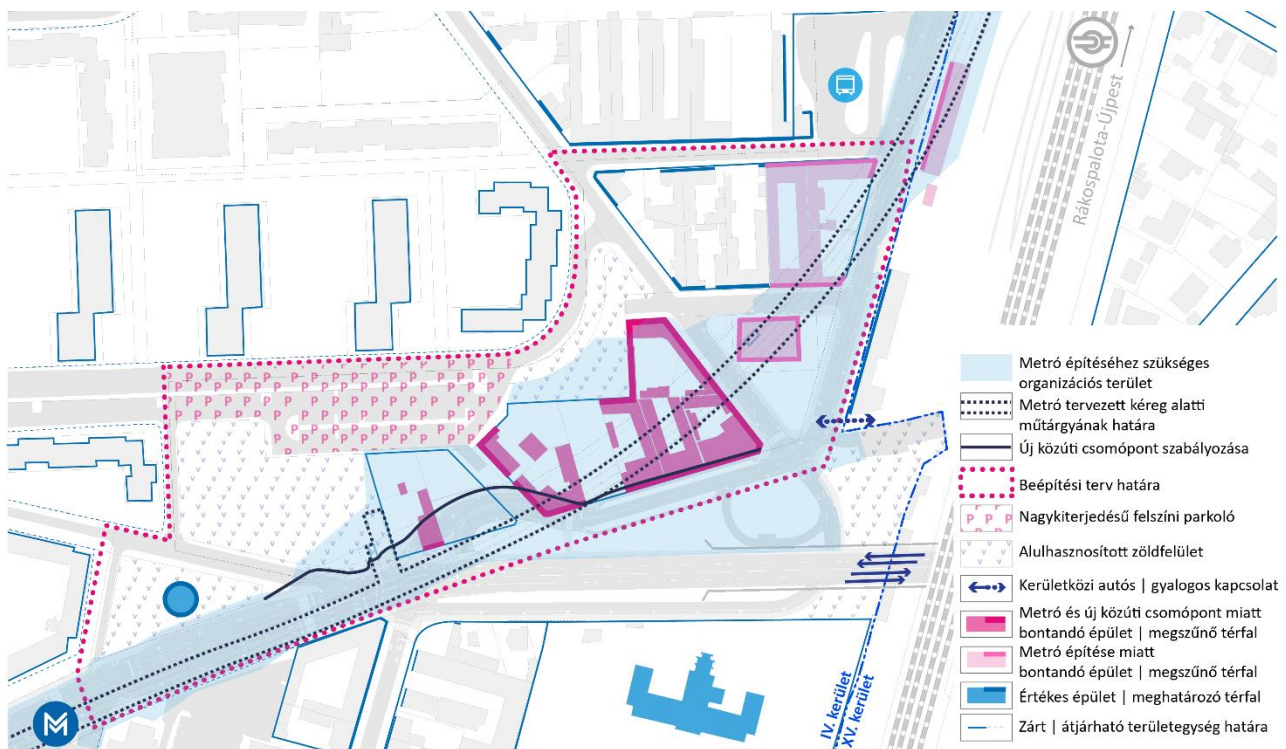 Rákospalota-Újpest
Metró építéséhez szükséges
organizációs terület
Metró tervezett kéreg alatti
műtárgyának határa
Új közúti csomópont szabályozása
Beépítési terv határa
P P P
P P P
Nagykiterjedésű felszíni parkoló
Alulhasznosított zöldfelület
Kerületközi autós | gyalogos kapcsolat
Metró és új közúti csomópont miatt
bontandó épület | megszűnő térfal
Metró építése miatt
bontandó épület | megszűnő térfal
Értékes épület | meghatározó térfal
Zárt | átjárható területegység határa
IV. kerület
XV. kerület
M